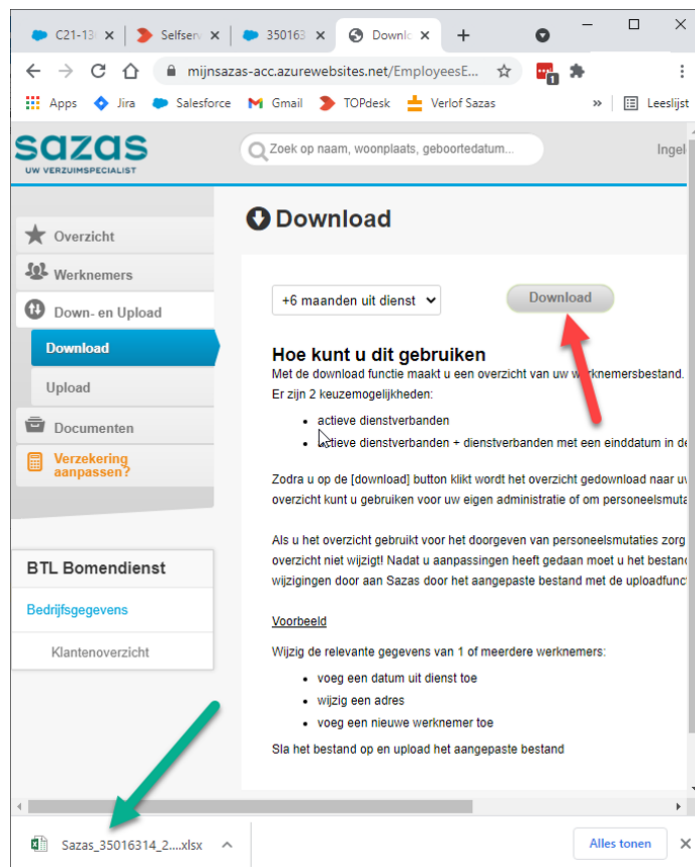 C21-13
Selfserv
350163
Downlo
mijnsazas-acc.azurewebsites.net/EmployeesE...
1
Apps
Jira
Salesforce
Gmail
TOPdesk
Verlof Sazas
»
Leeslijst
sazas
UW VERZUIMSPECIALIST
Zoek op naam, woonplaats, geboortedatum...
Ingel
Download
Overzicht
Werknemers
Down- en Upload
Download
Upload
Documenten
Verzekering
aanpassen?
BTL Bomendienst
Bedrijfsgegevens
Klantenoverzicht
+6 maanden uit dienst
Download
Hoe kunt u dit gebruiken
Met de download functie maakt u een overzicht van uw werknemersbestand.
Er zijn 2 keuzemogelijkheden:
• actieve dienstverbanden
• actieve dienstverbanden + dienstverbanden met een einddatum in de
Zodra u op de [download] button klikt wordt het overzicht gedownload naar uw
overzicht kunt u gebruiken voor uw eigen administratie of om personeelsmuta
Als u het overzicht gebruikt voor het doorgeven van personeelsmutaties zorg
overzicht niet wijzigt! Nadat u aanpassingen heeft gedaan moet u het bestand
wijzigingen door aan Sazas door het aangepaste bestand met de uploadfunct
Voorbeeld
Wijzig de relevante gegevens van 1 of meerdere werknemers:
• voeg een datum uit dienst toe
• wijzig een adres
• voeg een nieuwe werknemer toe
Sla het bestand op en upload het aangepaste bestand
Sazas_35016314_2....xlsx
Alles tonen